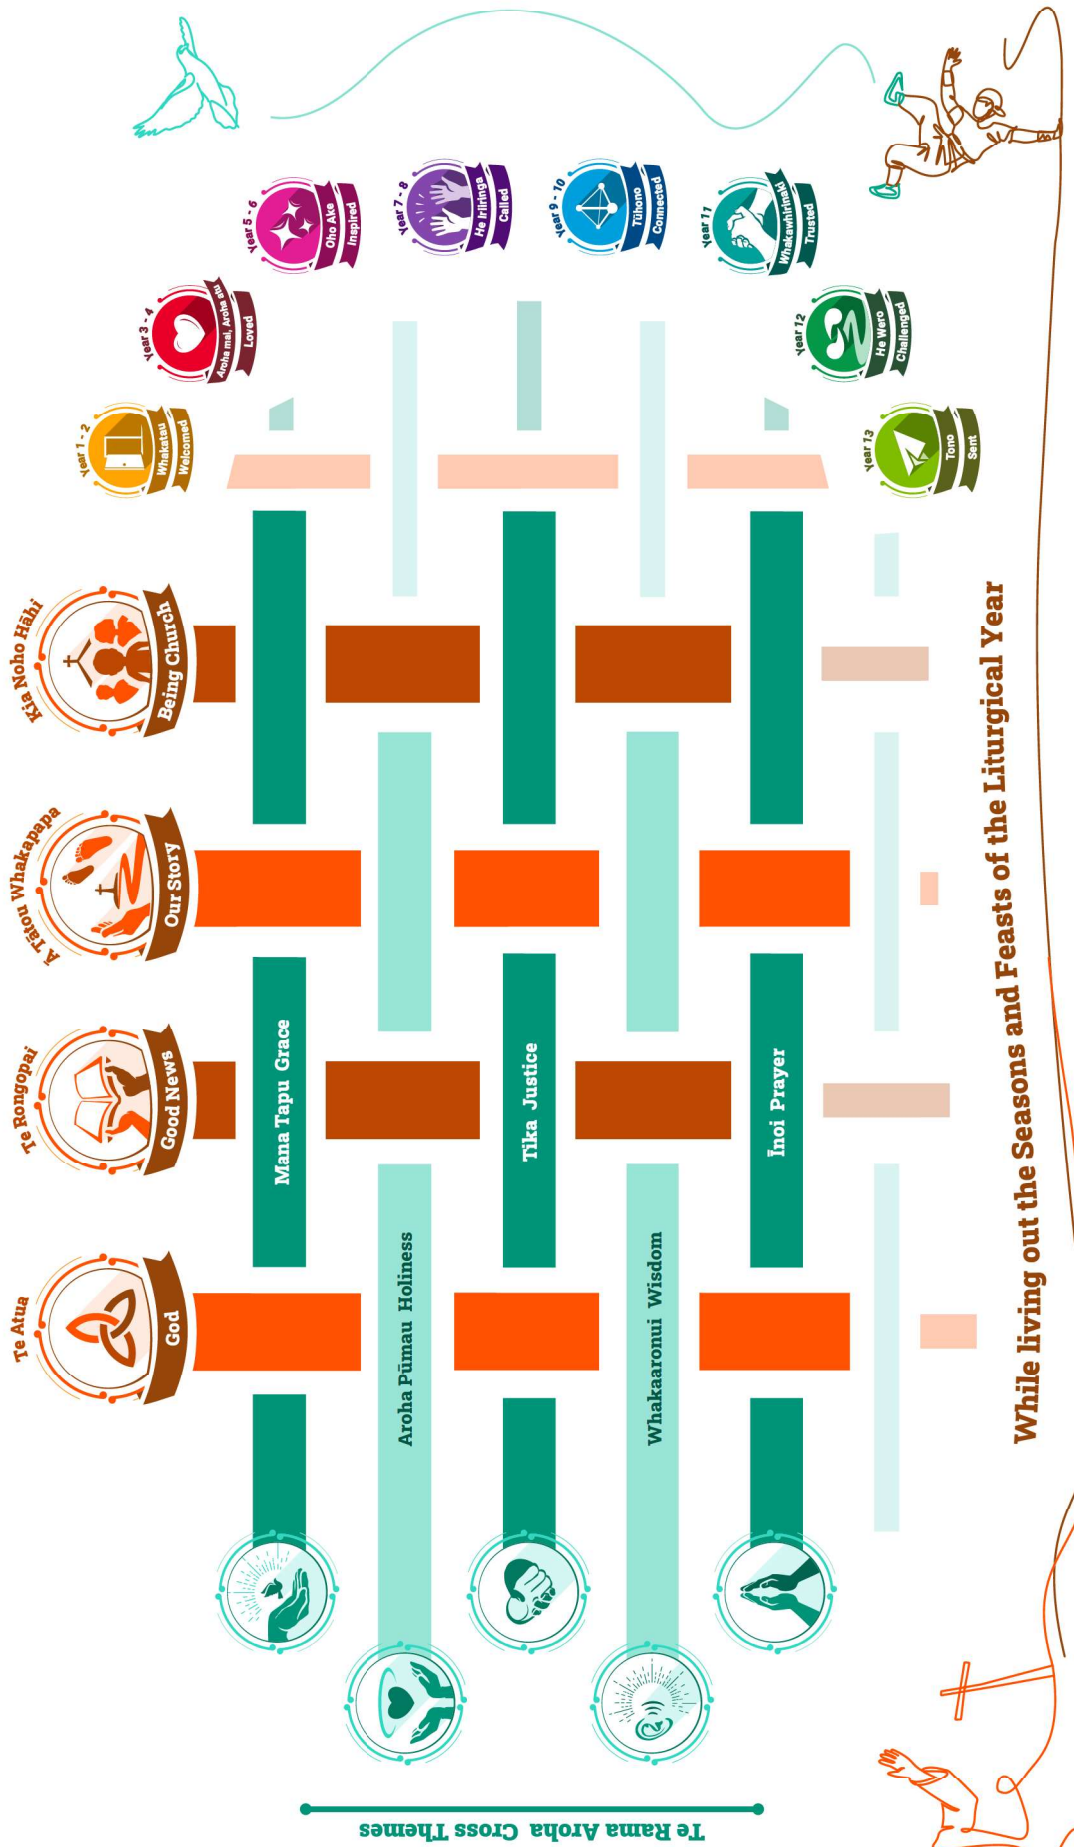 Te Atua
God
Te Rongopai
Good News
Ā Tātou Whakapapa
Our Story
Kia Noho Hāhi
Being Church
Te Rama Aroha Cross Themes
Mana Tapu Grace
Aroha Pūmau Holiness
Tika Justice
Whakaaronui Wisdom
Īnoi Prayer
Year 1 - 2
Whakatau
Welcomed
Year 3 - 4
Aroha mai, Aroha atu
Loved
Year 5 - 6
Oho Ake
Inspired
Year 7 - 8
He Iriiringa
Called
Year 9 - 10
Tūhono
Connected
Year 11
Whakawhirinaki
Trusted
Year 12
He Wero
Challenged
Year 13
Tono
Sent
While living out the Seasons and Feasts of the Liturgical Year